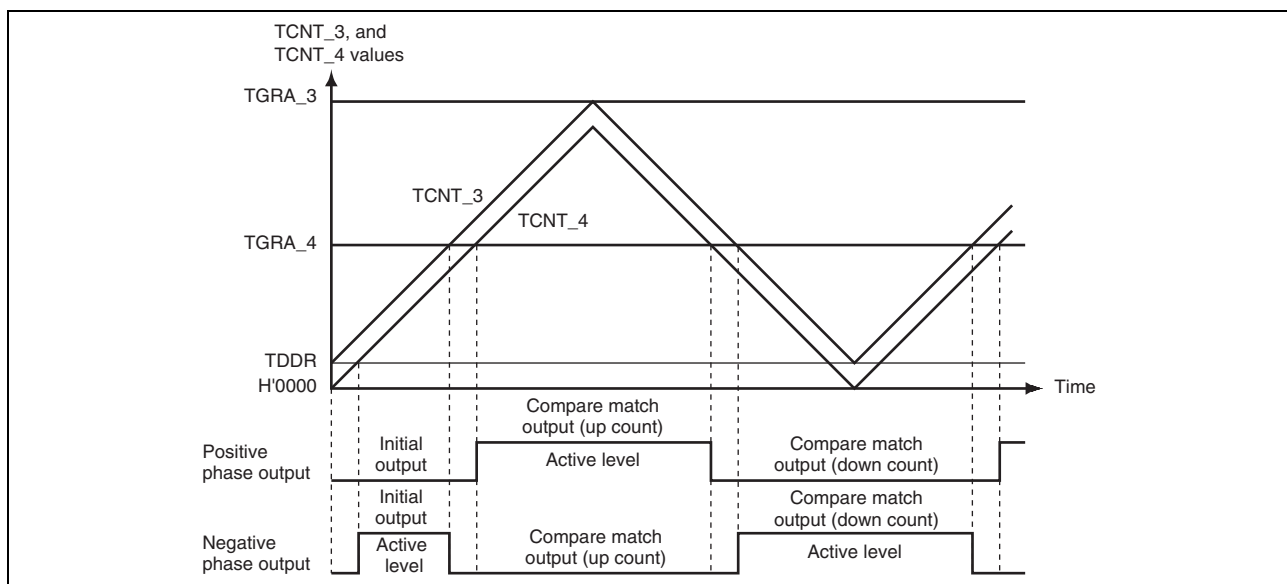 TCNT_3, and
TCNT_4 values
TGRA_3
TCNT_3
TCNT_4
TGRA_4
TDDR
H'0000
Time
Compare match
output (up count)
Positive
phase output
Initial
output
Active level
Compare match
output (down count)
Initial
output
Compare match
output (down count)
Negative
phase output
Active
level
Compare match
output (up count)
Active level